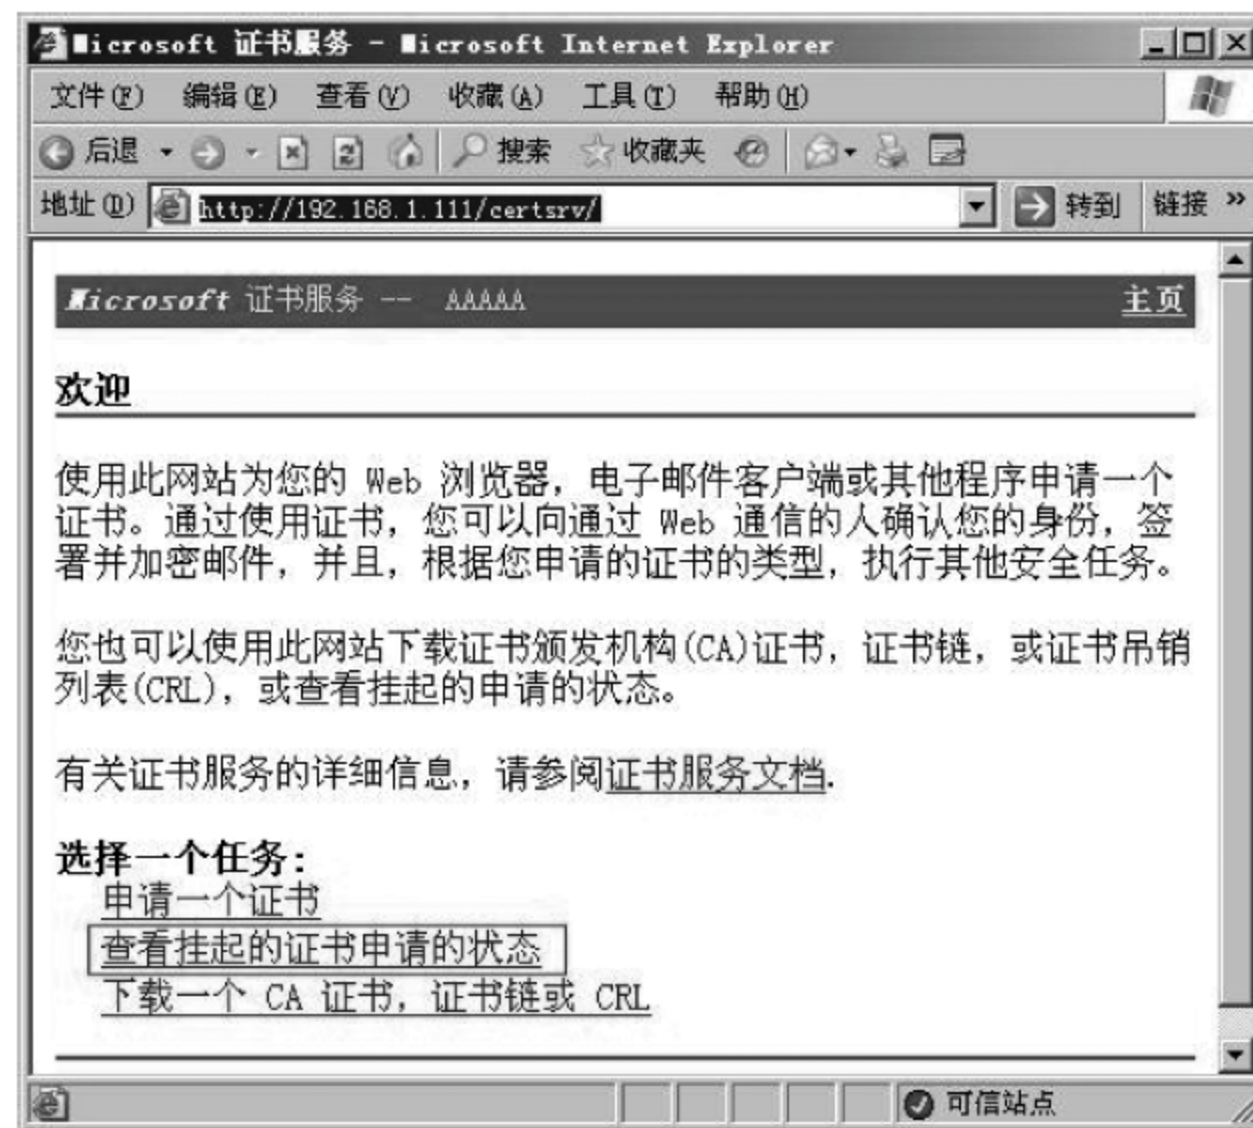 Microsoft 证书服务 - Microsoft Internet Explorer
文件(F) 编辑(E) 查看(V) 收藏(A) 工具(T) 帮助(H)
后退 搜索 收藏夹
地址(D) http://192.168.1.111/certsrv/ 转到 链接 »
Microsoft 证书服务 -- AAAAA 主页
欢迎
使用此网站为您的 Web 浏览器，电子邮件客户端或其他程序申请一个
证书。通过使用证书，您可以向通过 Web 通信的人确认您的身份，签
署并加密邮件，并且，根据您申请的证书的类型，执行其他安全任务。
您也可以使用此网站下载证书颁发机构(CA)证书，证书链，或证书吊销
列表(CRL)，或查看挂起的申请的状态。
有关证书服务的详细信息，请参阅证书服务文档.
选择一个任务:
申请一个证书
查看挂起的证书申请的状态
下载一个 CA 证书，证书链或 CRL
可信站点